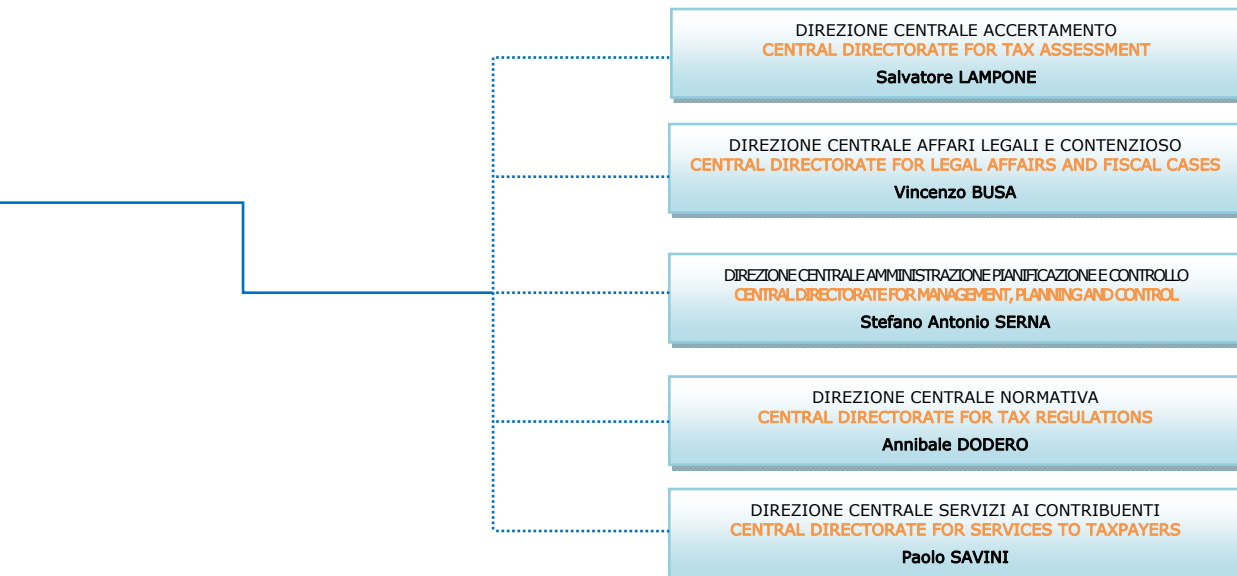 DIREZIONE CENTRALE ACCERTAMENTO
CENTRAL DIRECTORATE FOR TAX ASSESSMENT
Salvatore LAMPONE
DIREZIONE CENTRALE AFFARI LEGALI E CONTENZIOSO
CENTRAL DIRECTORATE FOR LEGAL AFFAIRS AND FISCAL CASES
Vincenzo BUSA
DIREZIONE CENTRALE AMMINISTRAZIONE PIANIFICAZIONE E CONTROLLO
CENTRAL DIRECTORATE FOR MANAGEMENT, PLANNING AND CONTROL
Stefano Antonio SERNA
DIREZIONE CENTRALE NORMATIVA
CENTRAL DIRECTORATE FOR TAX REGULATIONS
Annibale DODERO
DIREZIONE CENTRALE SERVIZI AI CONTRIBUENTI
CENTRAL DIRECTORATE FOR SERVICES TO TAXPAYERS
Paolo SAVINI